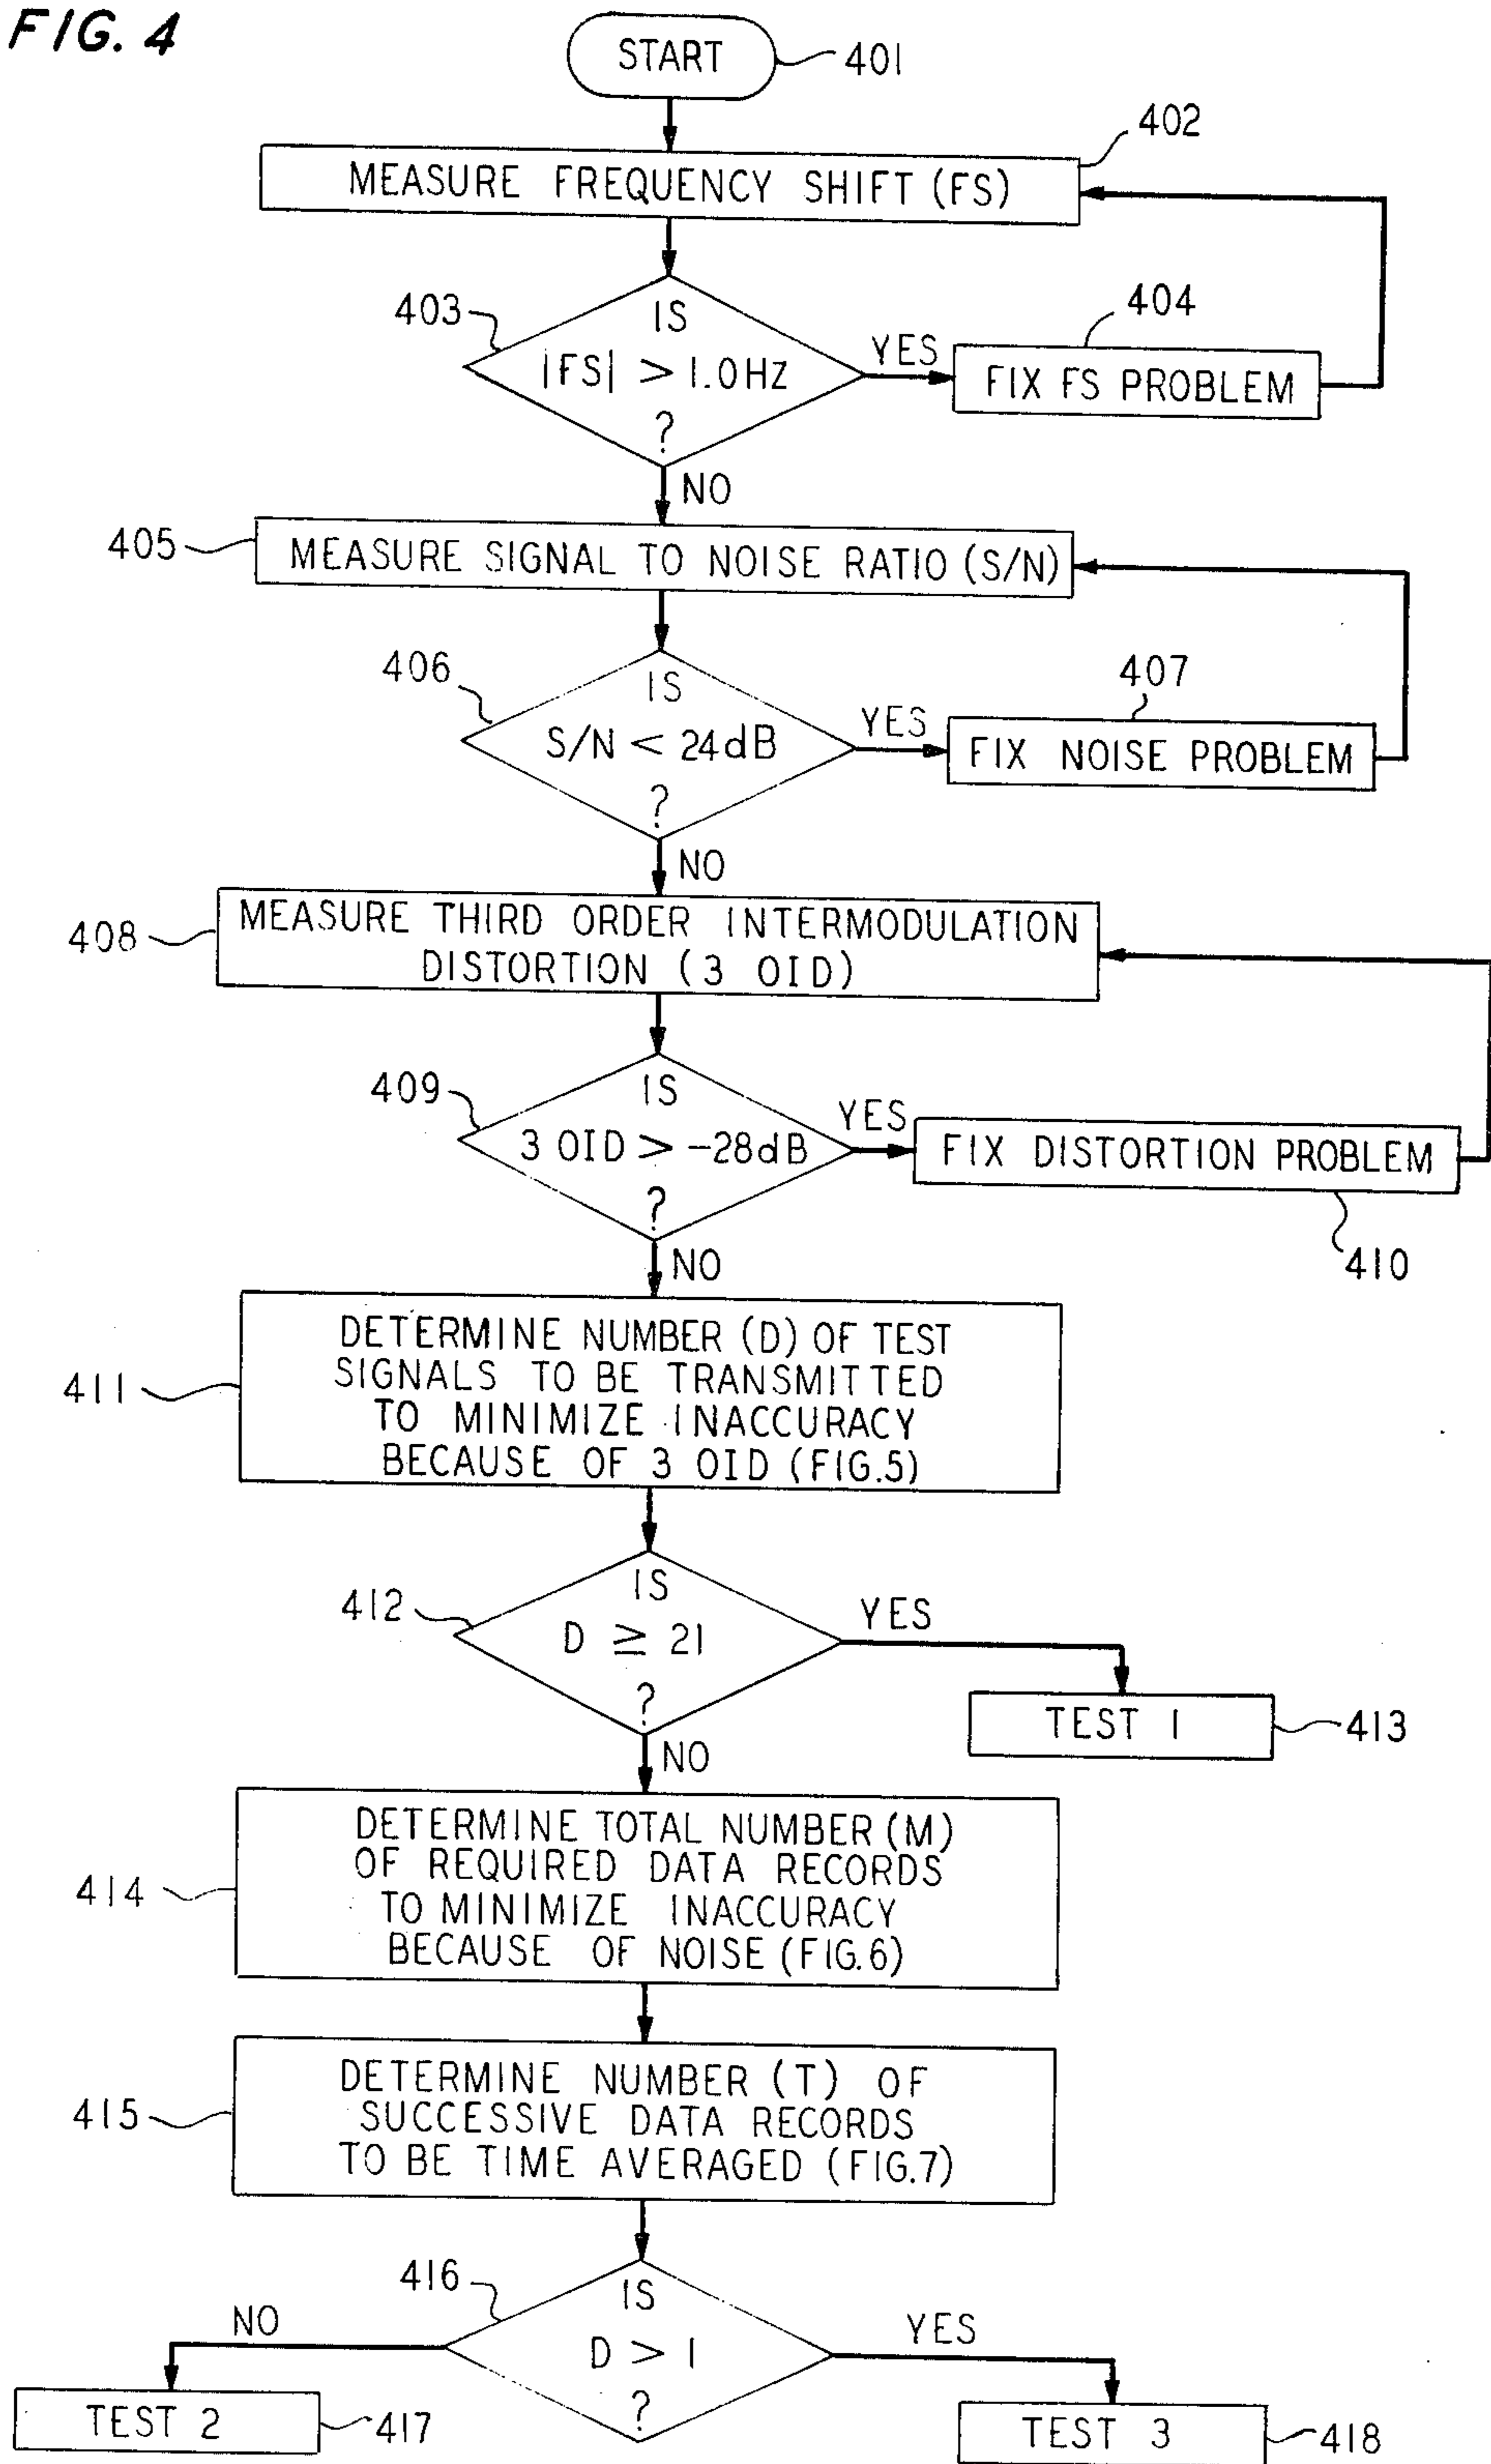 FIG. 4
START
401
402
MEASURE FREQUENCY SHIFT (FS)
403
IS
|FS| > 1.0HZ
?
YES
404
FIX FS PROBLEM
NO
405
MEASURE SIGNAL TO NOISE RATIO (S/N)
406
IS
S/N < 24dB
?
YES
407
FIX NOISE PROBLEM
NO
408
MEASURE THIRD ORDER INTERMODULATION
DISTORTION (3 OID)
409
IS
3 OID > -28dB
?
YES
FIX DISTORTION PROBLEM
410
NO
411
DETERMINE NUMBER (D) OF TEST
SIGNALS TO BE TRANSMITTED
TO MINIMIZE INACCURACY
BECAUSE OF 3 OID (FIG.5)
412
IS
D ≧ 21
?
YES
TEST 1
413
NO
414
DETERMINE TOTAL NUMBER (M)
OF REQUIRED DATA RECORDS
TO MINIMIZE INACCURACY
BECAUSE OF NOISE (FIG.6)
415
DETERMINE NUMBER (T) OF
SUCCESSIVE DATA RECORDS
TO BE TIME AVERAGED (FIG.7)
416
IS
D > 1
?
NO
YES
TEST 2
417
TEST 3
418